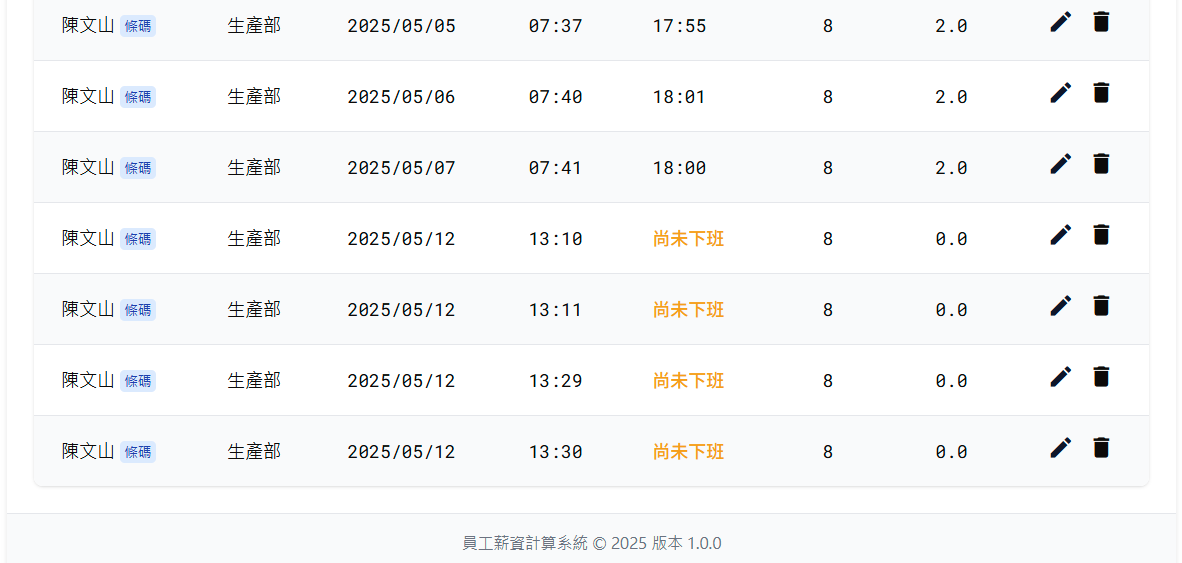 陳文山 條碼 生產部 2025/05/05 07:37 17:55 8 2.0
陳文山 條碼 生產部 2025/05/06 07:40 18:01 8 2.0
陳文山 條碼 生產部 2025/05/07 07:41 18:00 8 2.0
陳文山 條碼 生產部 2025/05/12 13:10 尚未下班 8 0.0
陳文山 條碼 生產部 2025/05/12 13:11 尚未下班 8 0.0
陳文山 條碼 生產部 2025/05/12 13:29 尚未下班 8 0.0
陳文山 條碼 生產部 2025/05/12 13:30 尚未下班 8 0.0
員工薪資計算系統 © 2025 版本 1.0.0